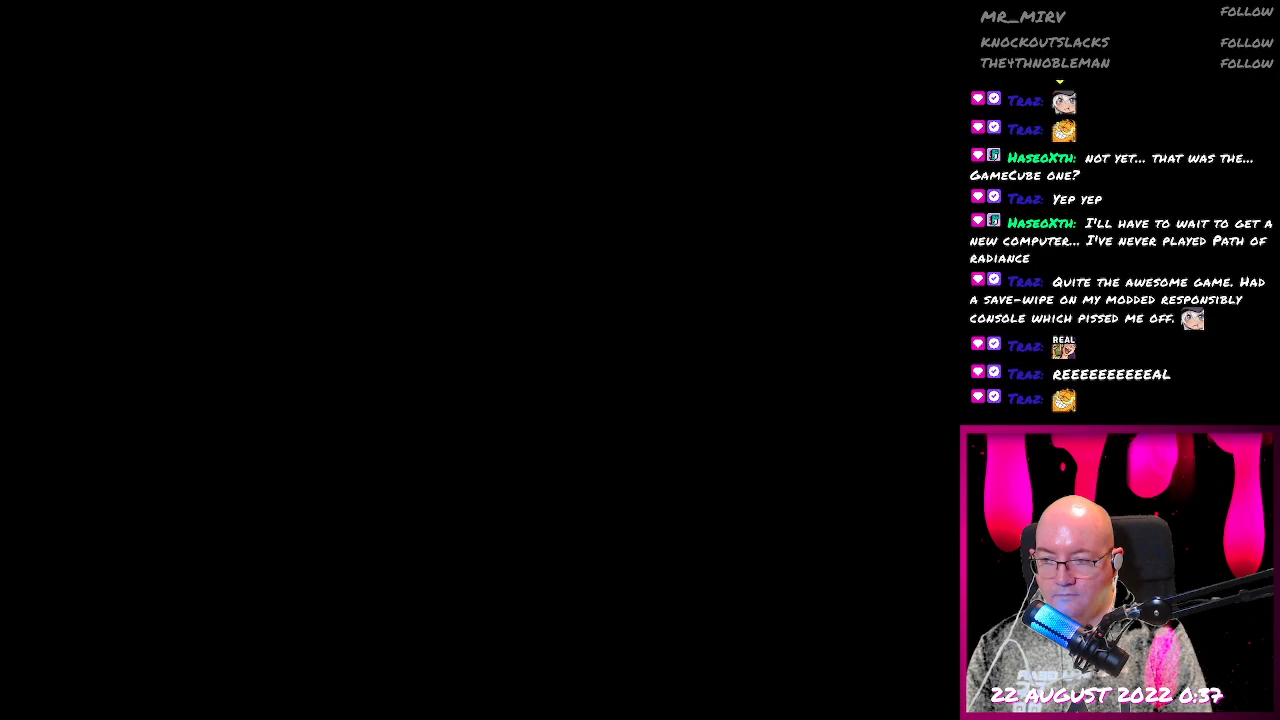 MR_MIRV FOLLOW
KNOCKOUTSLACKS FOLLOW
THE4THNOBLEMAN FOLLOW
TRAZ:
TRAZ:
HASEOXTH: NOT YET... THAT WAS THE...
GAMECUBE ONE?
TRAZ: YEP YEP
HASEOXTH: I'LL HAVE TO WAIT TO GET A
NEW COMPUTER... I'VE NEVER PLAYED PATH OF
RADIANCE
TRAZ: QUITE THE AWESOME GAME. HAD
A SAVE-WIPE ON MY MODDED RESPONSIBLY
CONSOLE WHICH PISSED ME OFF.
TRAZ: REAL
TRAZ: REEEEEEEEEEAL
TRAZ:
22 AUGUST 2022 0:37